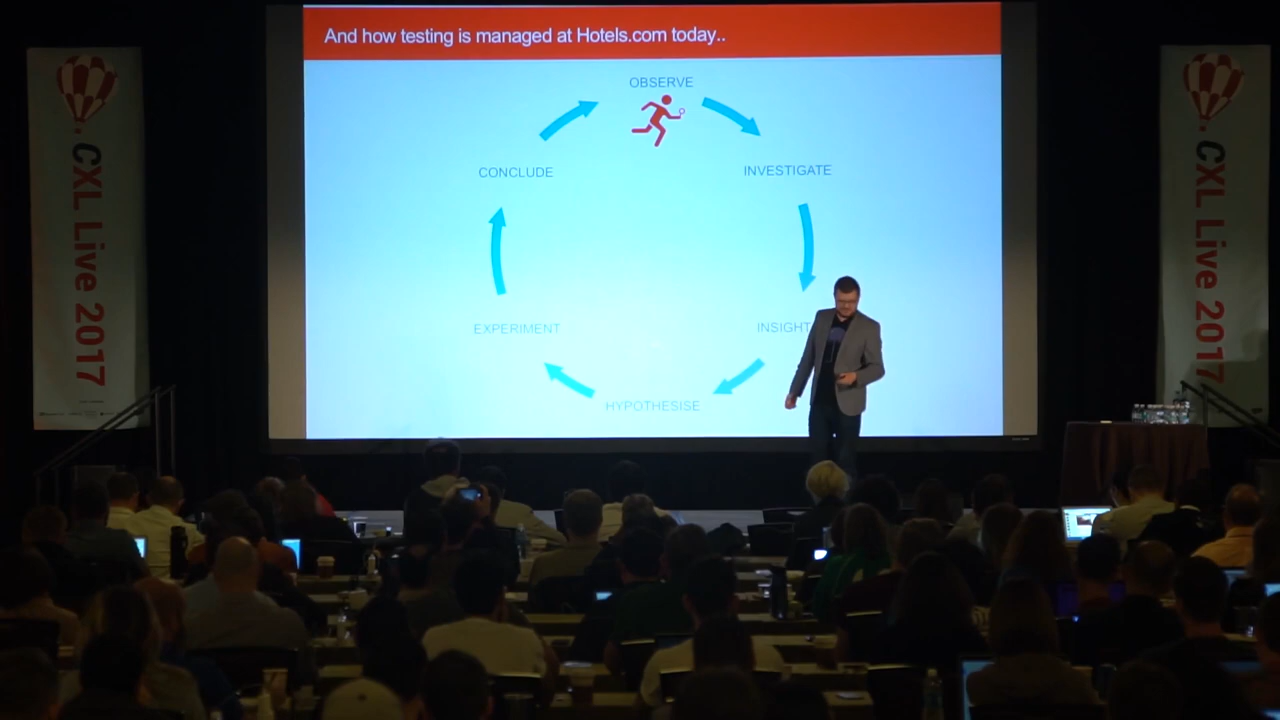 And how testing is managed at Hotels.com today..
OBSERVE
CONCLUDE
INVESTIGATE
EXPERIMENT
INSIGHT
HYPOTHESISE
CXL Live 2017
CXL Live 2017